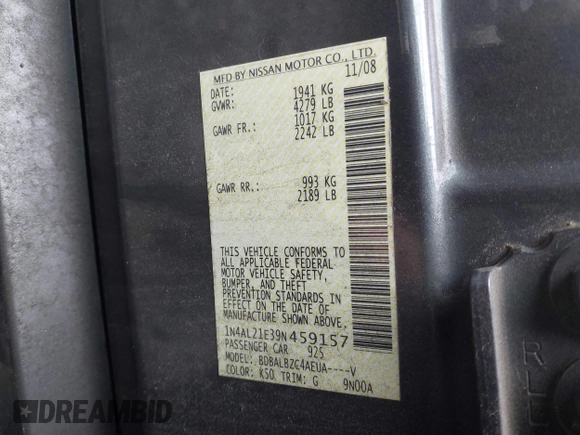 MFD BY NISSAN MOTOR CO., LTD.
DATE: 11/08
GVWR: 1941 KG
4279 LB
GAWR FR.: 1017 KG
2242 LB
GAWR RR.: 993 KG
2189 LB
THIS VEHICLE CONFORMS TO
ALL APPLICABLE FEDERAL
MOTOR VEHICLE SAFETY,
BUMPER, AND THEFT
PREVENTION STANDARDS IN
EFFECT ON THE DATE OF
MANUFACTURE SHOWN ABOVE.
1N4AL21E39N459157
PASSENGER CAR 925
MODEL: BDBALBZC4AEUA----V
COLOR: K50 TRIM: G 9N00A
R
L
L
DREAMBID